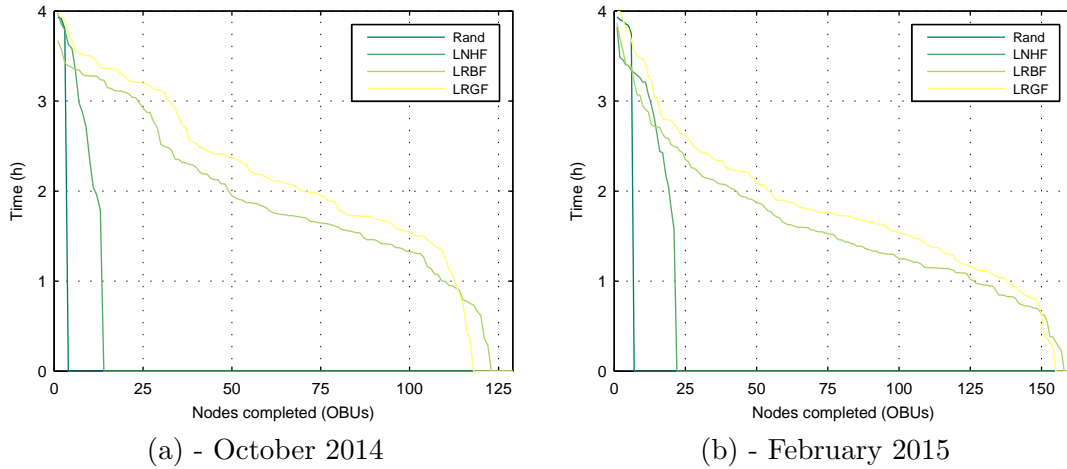 4
3
2
1
0
Time (h)
0 25 50 75 100 125
Nodes completed (OBUs)
Rand
LNHF
LRBF
LRGF
(a) - October 2014
4
3
2
1
0
Time (h)
0 25 50 75 100 125 150
Nodes completed (OBUs)
Rand
LNHF
LRBF
LRGF
(b) - February 2015